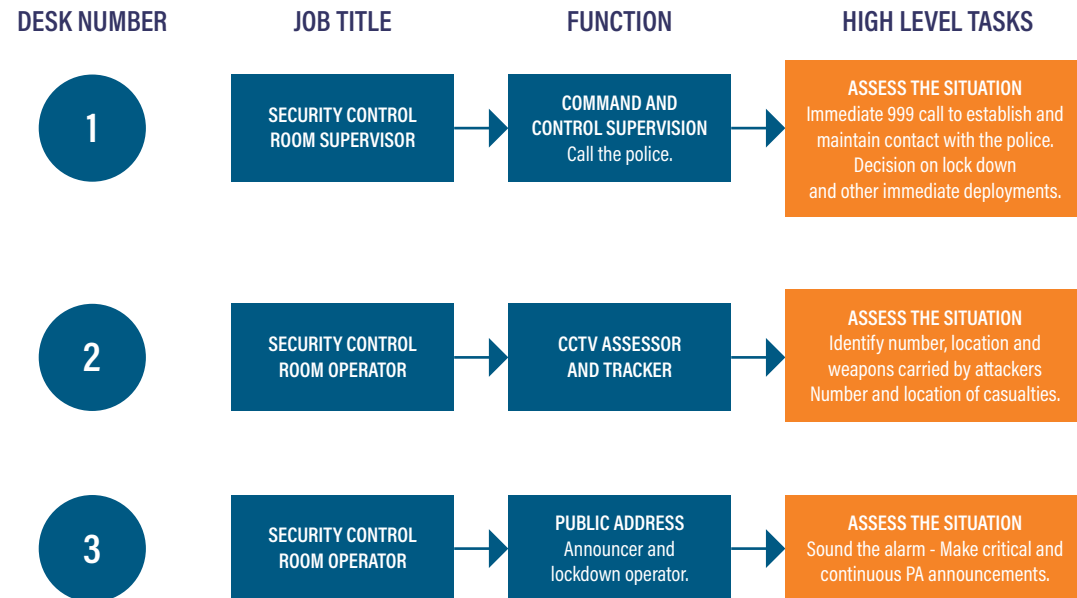 DESK NUMBER
JOB TITLE
FUNCTION
HIGH LEVEL TASKS
1
SECURITY CONTROL
ROOM SUPERVISOR
COMMAND AND
CONTROL SUPERVISION
Call the police.
ASSESS THE SITUATION
Immediate 999 call to establish and
maintain contact with the police.
Decision on lock down
and other immediate deployments.
2
SECURITY CONTROL
ROOM OPERATOR
CCTV ASSESSOR
AND TRACKER
ASSESS THE SITUATION
Identify number, location and
weapons carried by attackers
Number and location of casualties.
3
SECURITY CONTROL
ROOM OPERATOR
PUBLIC ADDRESS
Announcer and
lockdown operator.
ASSESS THE SITUATION
Sound the alarm - Make critical and
continuous PA announcements.